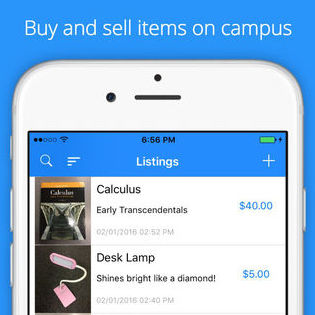 Buy and sell items on campus
6:56 PM
Listings
Calculus
Calculus
Early Transcendentals
$40.00
02/01/2016 02:52 PM
Desk Lamp
Shines bright like a diamond!
$5.00
02/01/2016 02:40 PM